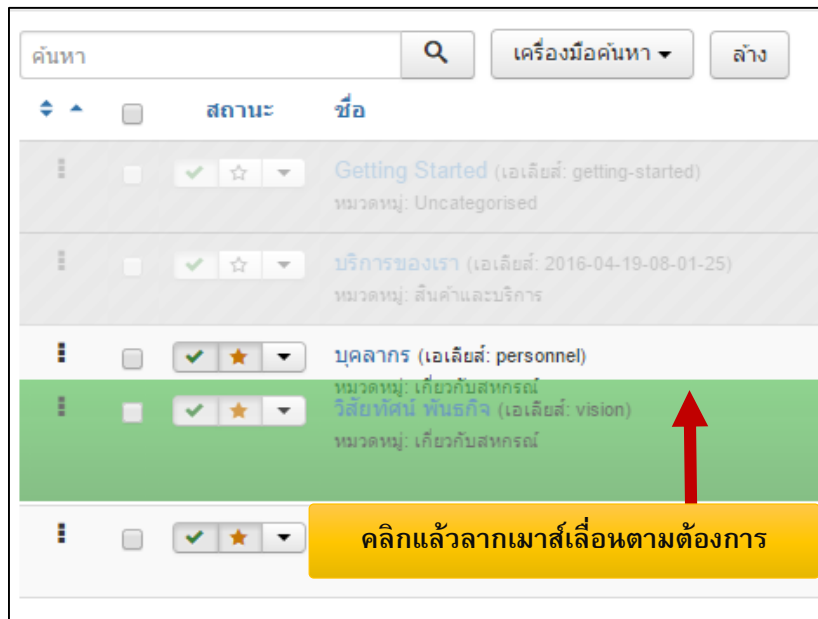 ค้นหา เครื่องมือค้นหา ล้าง
สถานะ ชื่อ
Getting Started (เอเลียส์: getting-started)
หมวดหมู่: Uncategorised
บริการของเรา (เอเลียส์: 2016-04-19-08-01-25)
หมวดหมู่: สินค้าและบริการ
บุคลากร (เอเลียส์: personnel)
หมวดหมู่: เกี่ยวกับสหกรณ์
วิสัยทัศน์ พันธกิจ (เอเลียส์: vision)
หมวดหมู่: เกี่ยวกับสหกรณ์
คลิกแล้วลากเมาส์เลื่อนตามต้องการ